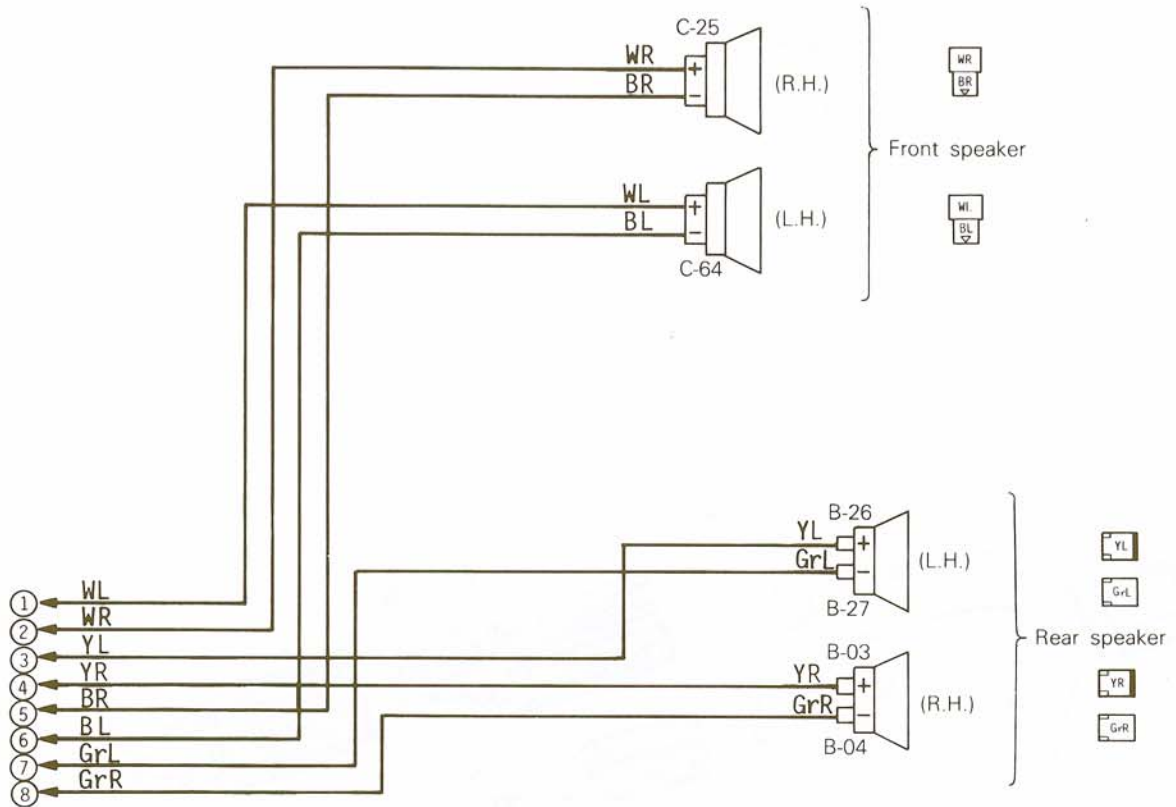 C-25
WR
+
(R.H.)
BR
−
WR
BR
Front speaker
WL
+
(L.H.)
BL
−
C-64
WL
BL
B-26
YL
+
GrL
−
(L.H.)
B-27
YL
GrL
Rear speaker
B-03
YR
+
GrR
−
(R.H.)
B-04
YR
GrR
1 WL
2 WR
3 YL
4 YR
5 BR
6 BL
7 GrL
8 GrR